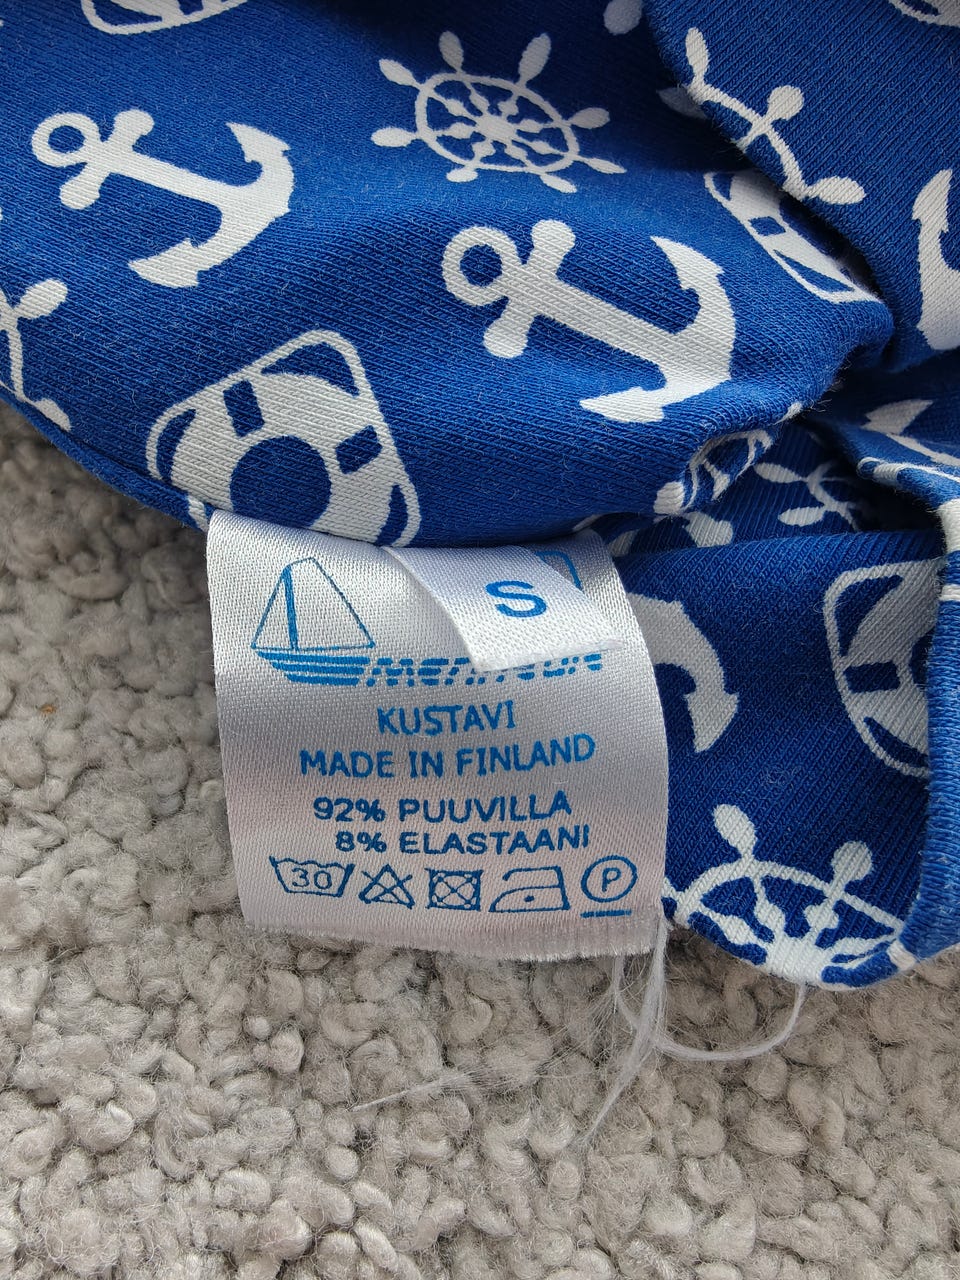 S
KUSTAVI
MADE IN FINLAND
92% PUUVILLA
8% ELASTAANI
30
P